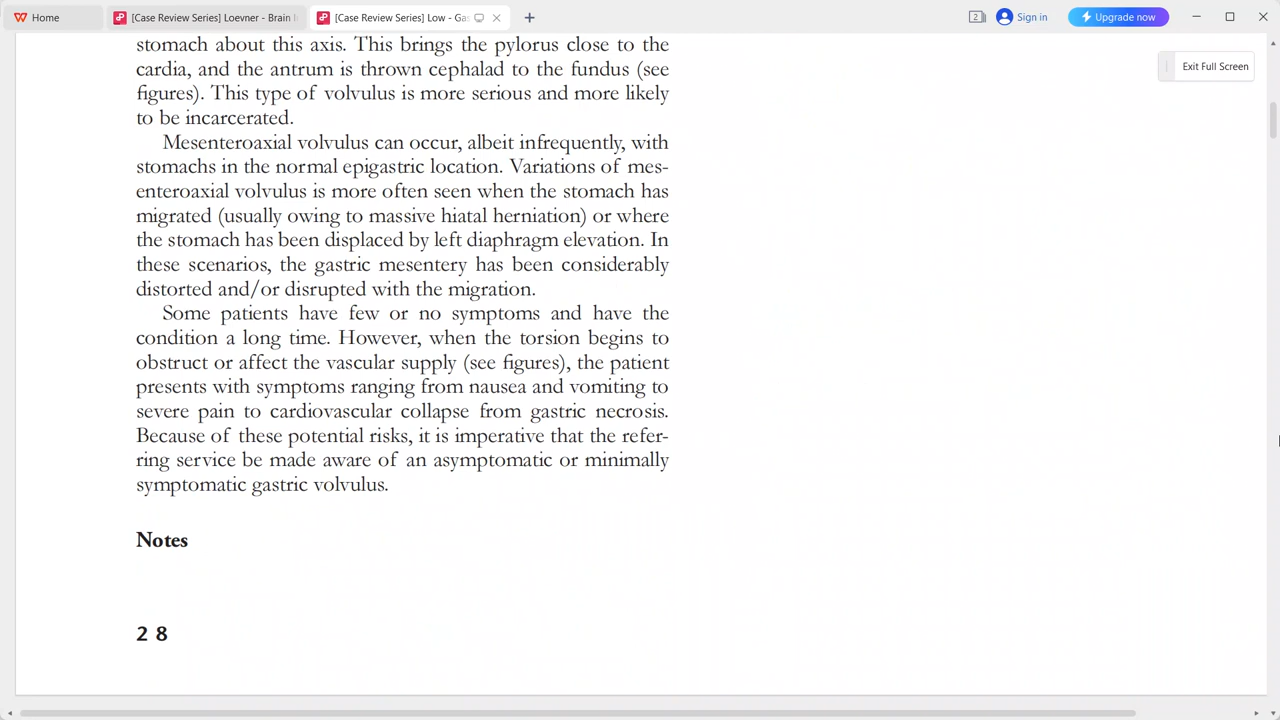 Home
[Case Review Series] Loevner - Brain I
[Case Review Series] Low - Gas
2
Sign in
Upgrade now
Exit Full Screen
stomach about this axis. This brings the pylorus close to the
cardia, and the antrum is thrown cephalad to the fundus (see
figures). This type of volvulus is more serious and more likely
to be incarcerated.
Mesenteroaxial volvulus can occur, albeit infrequently, with
stomachs in the normal epigastric location. Variations of mes-
enteroaxial volvulus is more often seen when the stomach has
migrated (usually owing to massive hiatal herniation) or where
the stomach has been displaced by left diaphragm elevation. In
these scenarios, the gastric mesentery has been considerably
distorted and/or disrupted with the migration.
Some patients have few or no symptoms and have the
condition a long time. However, when the torsion begins to
obstruct or affect the vascular supply (see figures), the patient
presents with symptoms ranging from nausea and vomiting to
severe pain to cardiovascular collapse from gastric necrosis.
Because of these potential risks, it is imperative that the refer-
ring service be made aware of an asymptomatic or minimally
symptomatic gastric volvulus.
Notes
2 8